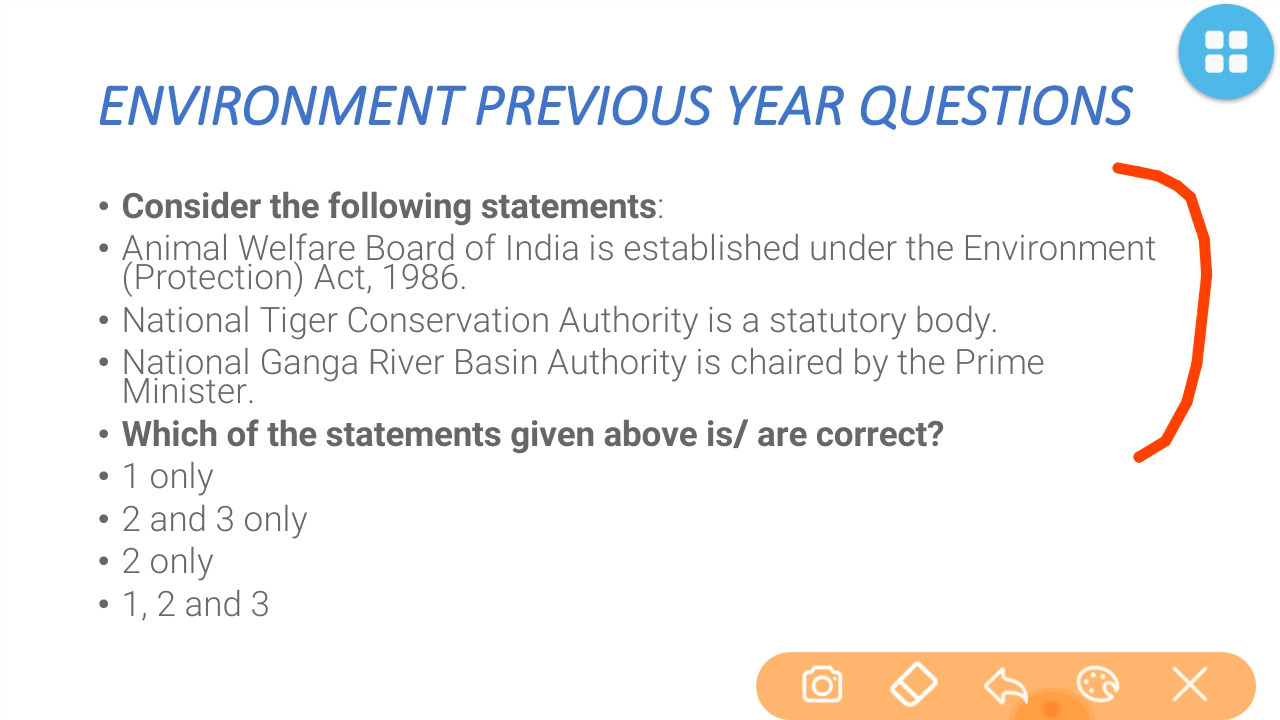 ENVIRONMENT PREVIOUS YEAR QUESTIONS
• Consider the following statements:
• Animal Welfare Board of India is established under the Environment
(Protection) Act, 1986.
• National Tiger Conservation Authority is a statutory body.
• National Ganga River Basin Authority is chaired by the Prime
Minister.
• Which of the statements given above is/ are correct?
• 1 only
• 2 and 3 only
• 2 only
• 1, 2 and 3